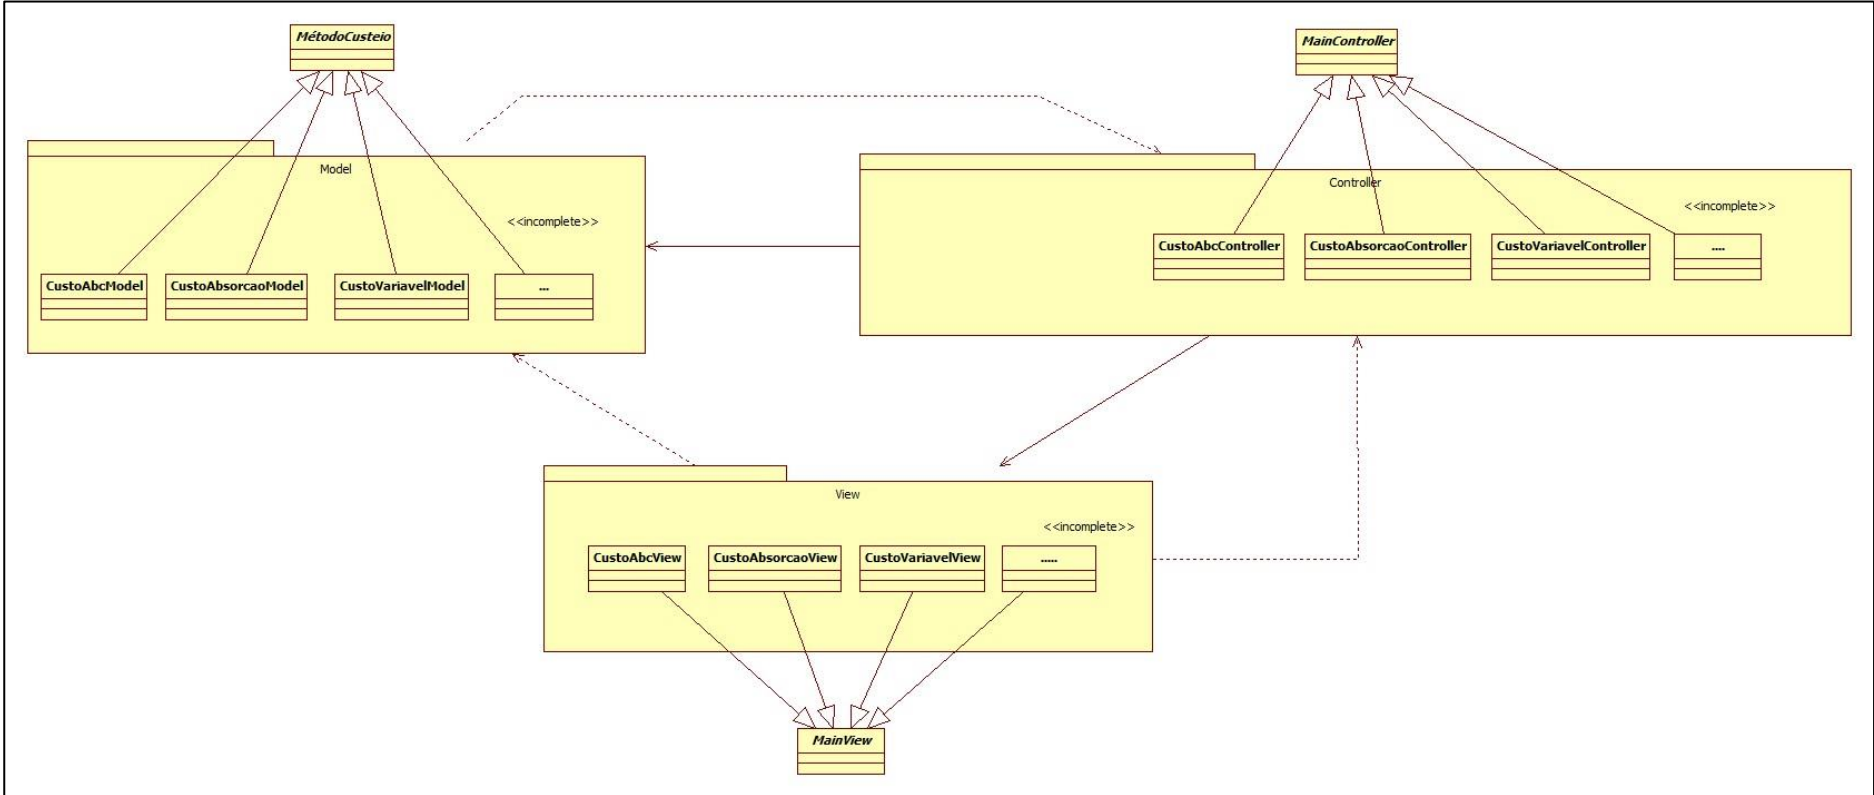 MétodoCusteio
MainController
Model
<<incomplete>>
CustoAbcModel
CustoAbsorcaoModel
CustoVariavelModel
...
Controller
<<incomplete>>
CustoAbcController
CustoAbsorcaoController
CustoVariavelController
....
View
<<incomplete>>
CustoAbcView
CustoAbsorcaoView
CustoVariavelView
.....
MainView